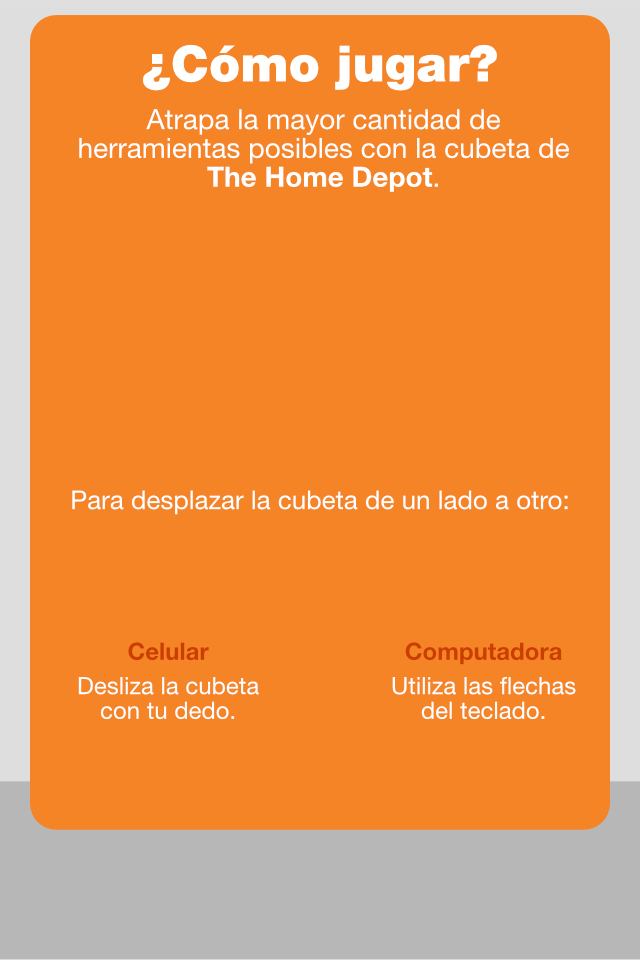 ¿Cómo jugar?
Atrapa la mayor cantidad de
herramientas posibles con la cubeta de
The Home Depot.
Para desplazar la cubeta de un lado a otro:
Celular
Desliza la cubeta
con tu dedo.
Computadora
Utiliza las flechas
del teclado.